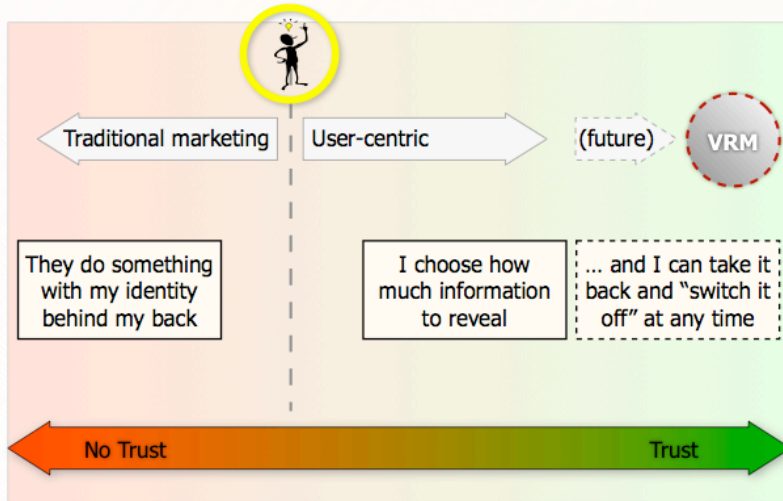 Traditional marketing
User-centric
(future)
VRM
They do something
with my identity
behind my back
I choose how
much information
to reveal
... and I can take it
back and “switch it
off” at any time
No Trust
Trust